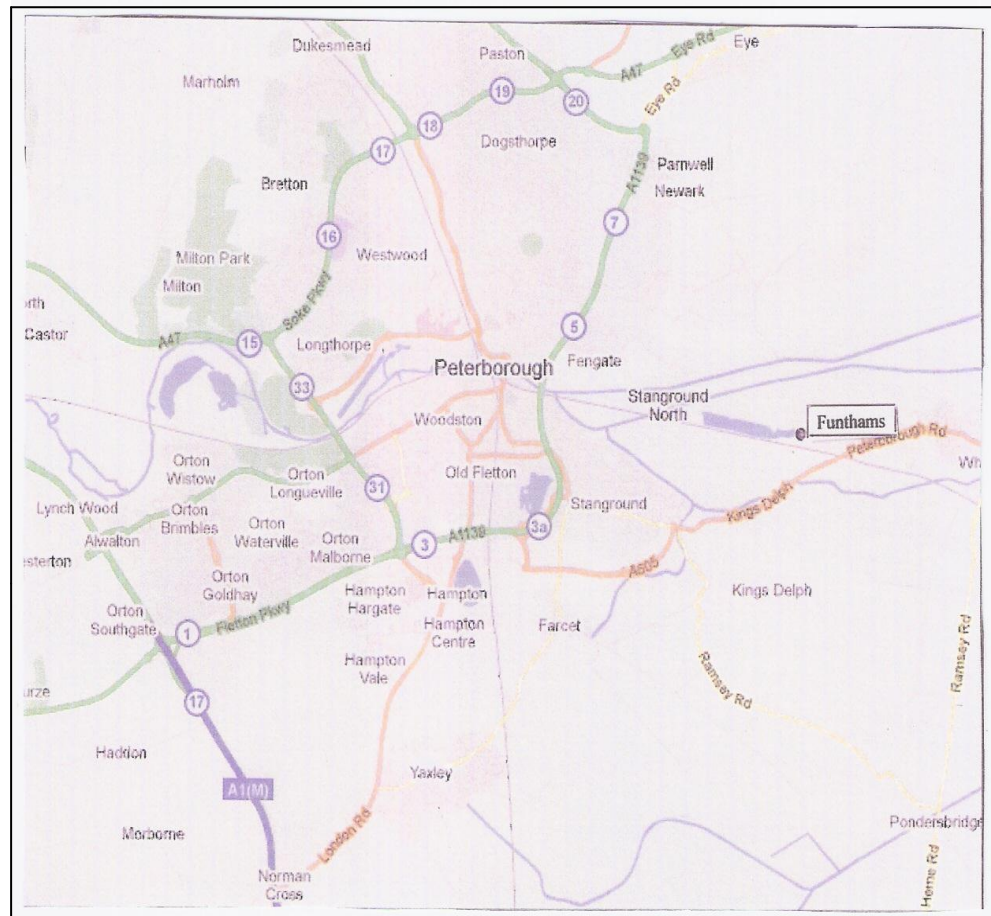 Dukesmead
Paston
Eye Rd
Eye
A47
Marholm
19
20
Eye Rd
18
17
Dogsthorpe
A1139
Parnwell
Newark
Bretton
7
16
Westwood
Milton Park
Milton
Soke Pkwy
orth
Castor
A47
15
Longthorpe
5
Fengate
Peterborough
33
Stanground
North
Funthams
Woodston
Peterborough Rd
Wh
Orton
Wistow
Orton
Longueville
Old Fletton
31
Lynch Wood
Stanground
Kings Delph
Orton
Brimbles
Orton
Waterville
Alwalton
Orton
Malborne
3
A1139
3a
esterton
A605
Orton
Goldhay
Hampton
Hargate
Hampton
Kings Delph
Orton
Southgate
1
Fletton Pkwy
Hampton
Centre
Farcet
Ramsey Rd
Hampton
Vale
Ramsey Rd
urze
17
Haddon
Yaxley
A1(M)
Pondersbridge
Morborne
London Rd
Herne Rd
Norman
Cross